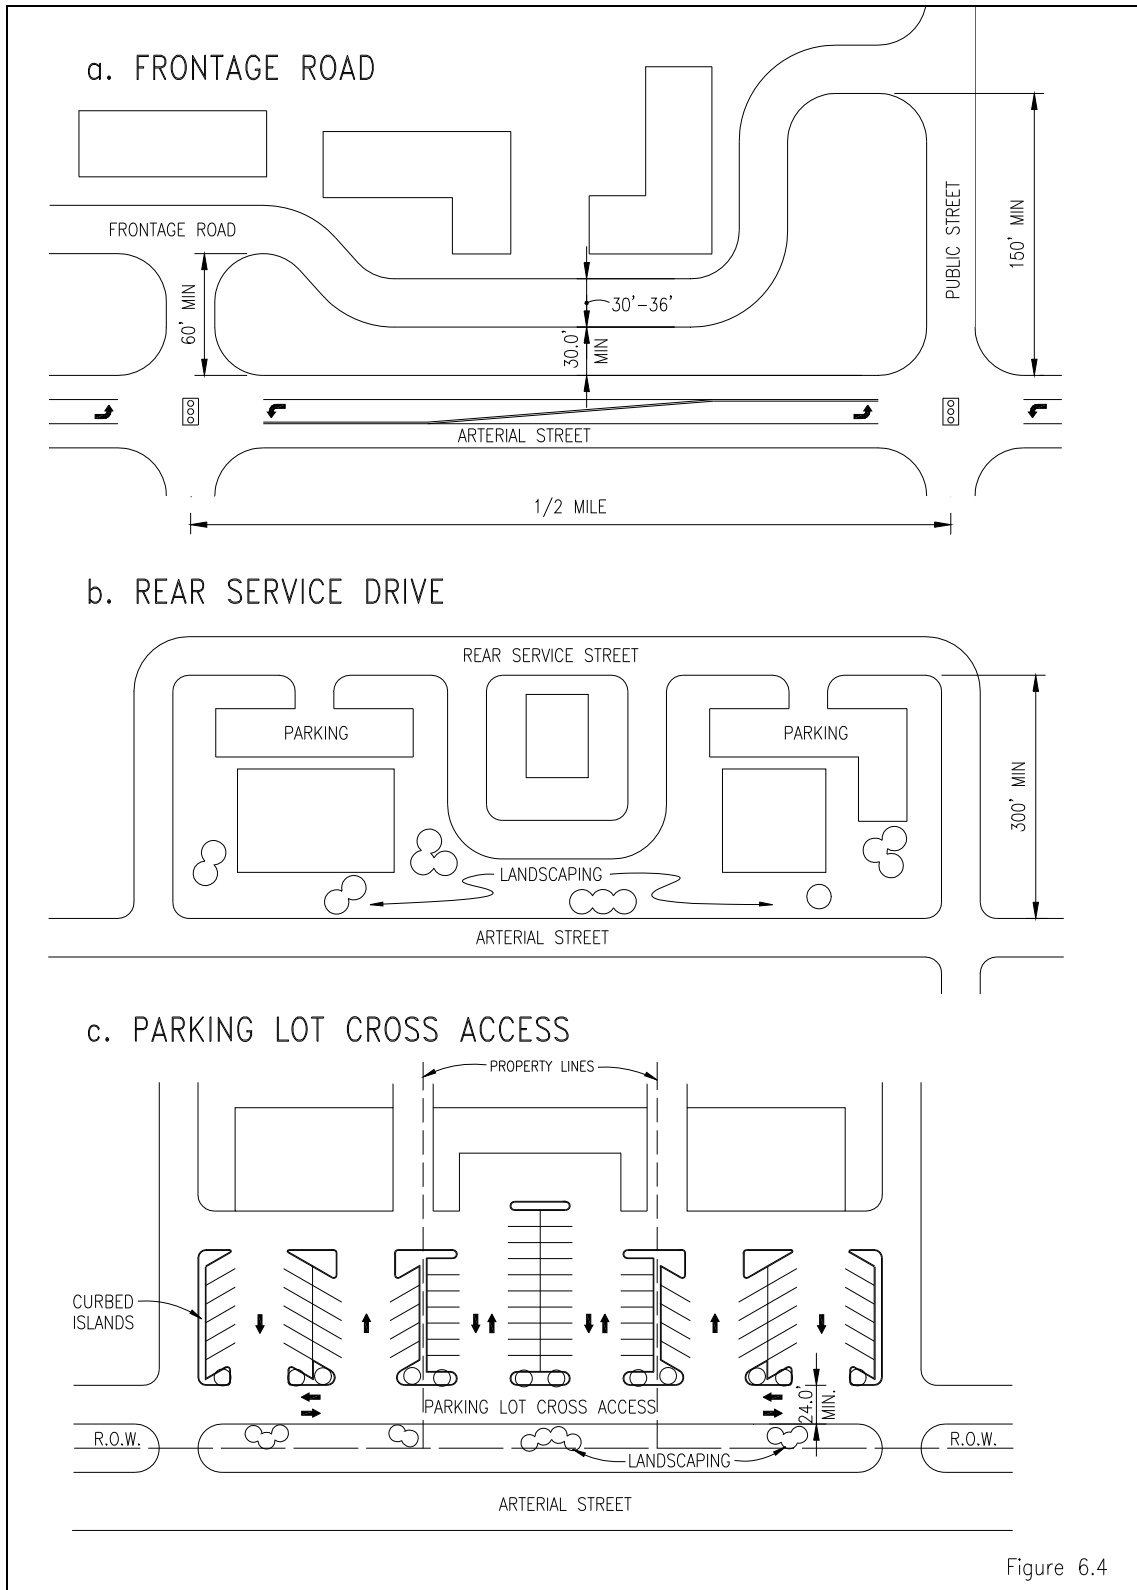 a. FRONTAGE ROAD
FRONTAGE ROAD
60' MIN
30'-36'
30.0'
MIN
PUBLIC STREET
150' MIN
ARTERIAL STREET
1/2 MILE
b. REAR SERVICE DRIVE
REAR SERVICE STREET
PARKING
PARKING
300' MIN
LANDSCAPING
ARTERIAL STREET
c. PARKING LOT CROSS ACCESS
PROPERTY LINES
CURBED
ISLANDS
PARKING LOT CROSS ACCESS
24.0'
MIN.
R.O.W.
R.O.W.
LANDSCAPING
ARTERIAL STREET
Figure 6.4